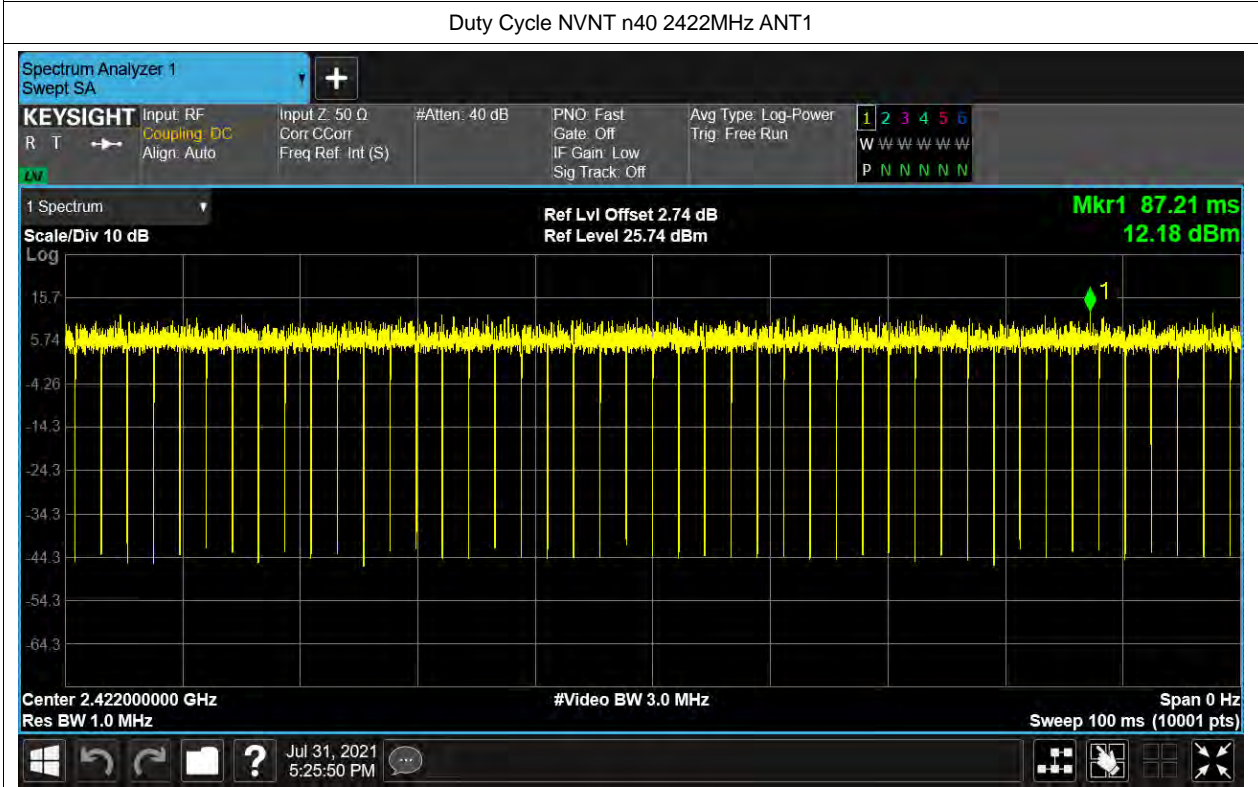 Duty Cycle NVNT n40 2422MHz ANT1
Spectrum Analyzer 1
Swept SA
+
KEYSIGHT
R T
LXI
Input: RF
Coupling: DC
Align: Auto
Input Z: 50 Ω
Corr CCorr
Freq Ref: Int (S)
#Atten: 40 dB
PNO: Fast
Gate: Off
IF Gain: Low
Sig Track: Off
Avg Type: Log-Power
Trig: Free Run
1 2 3 4 5 6
W W W W W W
P N N N N N
1 Spectrum
Scale/Div 10 dB
Log
Ref Lvl Offset 2.74 dB
Ref Level 25.74 dBm
Mkr1 87.21 ms
12.18 dBm
1
15.7
5.74
-4.26
-14.3
-24.3
-34.3
-44.3
-54.3
-64.3
Center 2.422000000 GHz
Res BW 1.0 MHz
#Video BW 3.0 MHz
Span 0 Hz
Sweep 100 ms (10001 pts)
?
Jul 31, 2021
5:25:50 PM